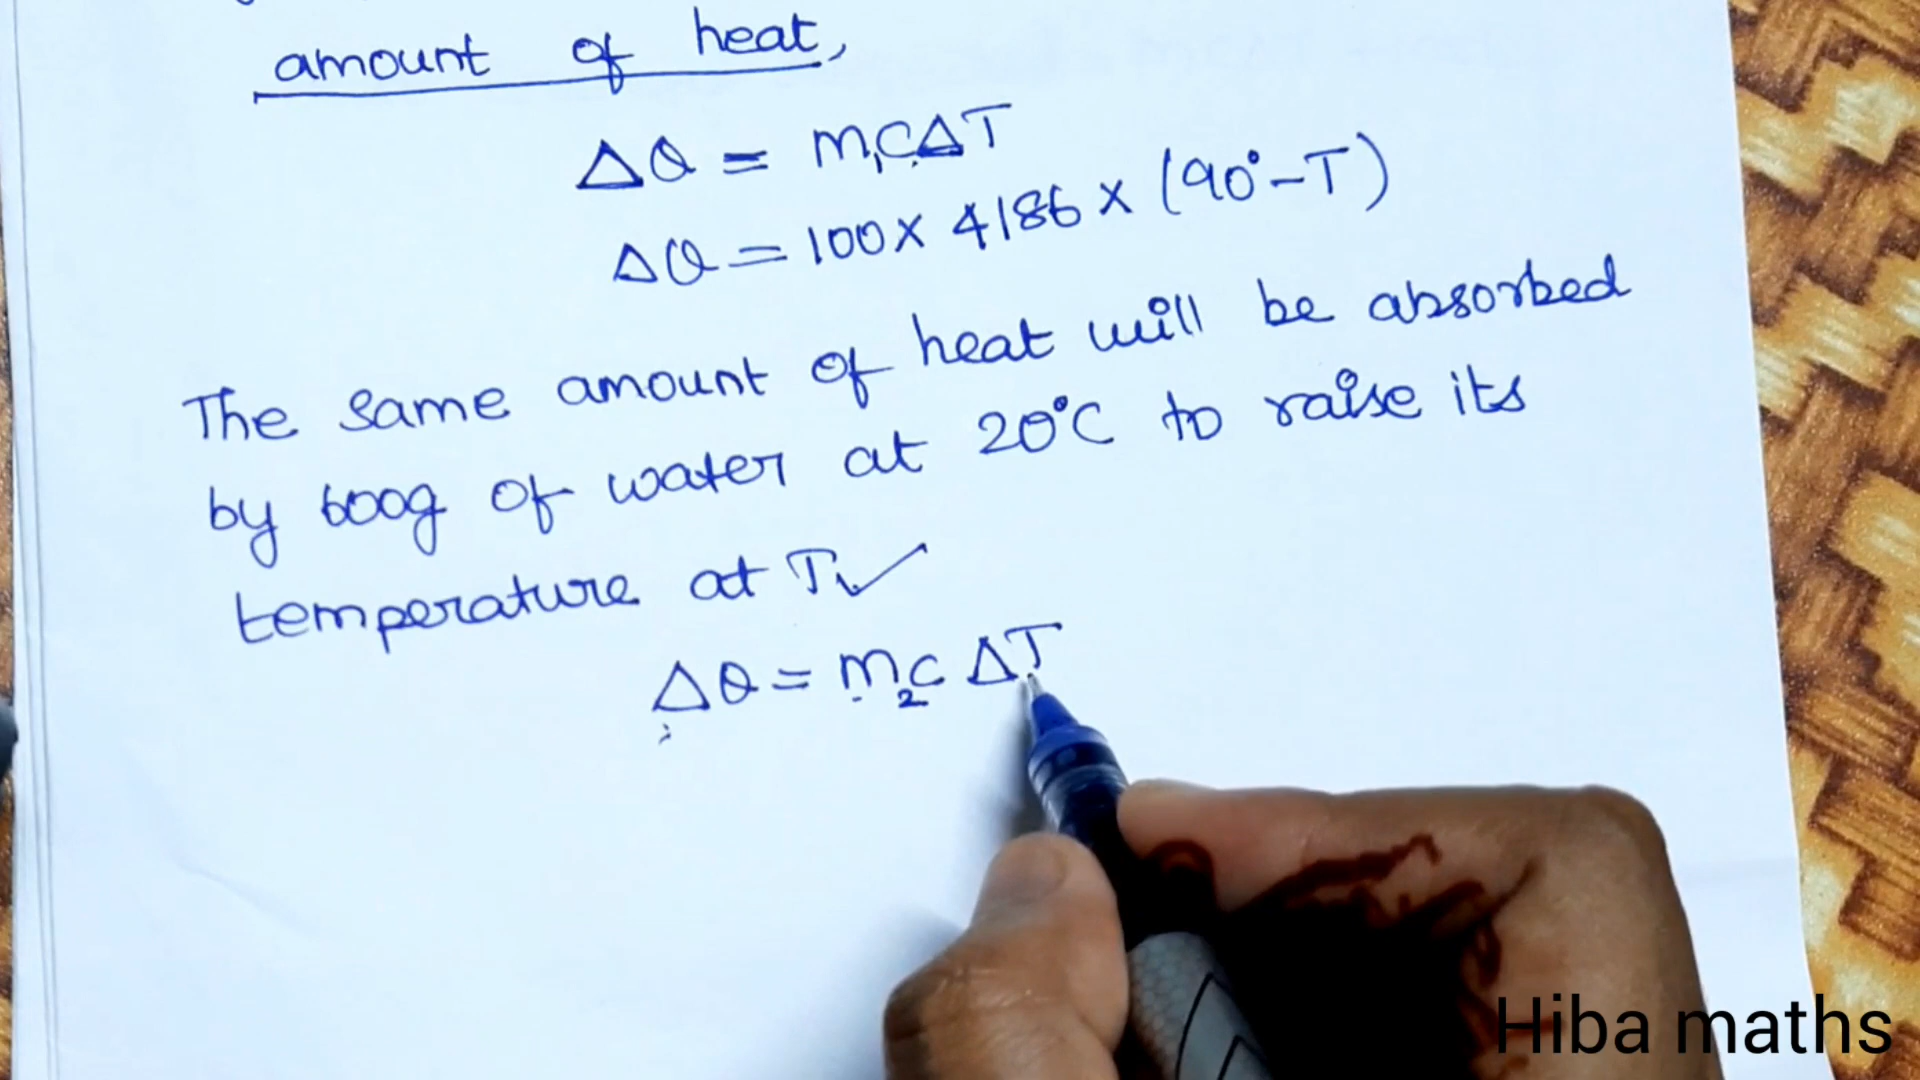 amount of heat,
ΔQ = m₁CΔT
ΔQ = 100 × 4186 × (90° – T)
The same amount of heat will be absorbed
by 600g of water at 20°C to raise its
temperature at T
ΔQ = m₂C ΔT
Hiba maths